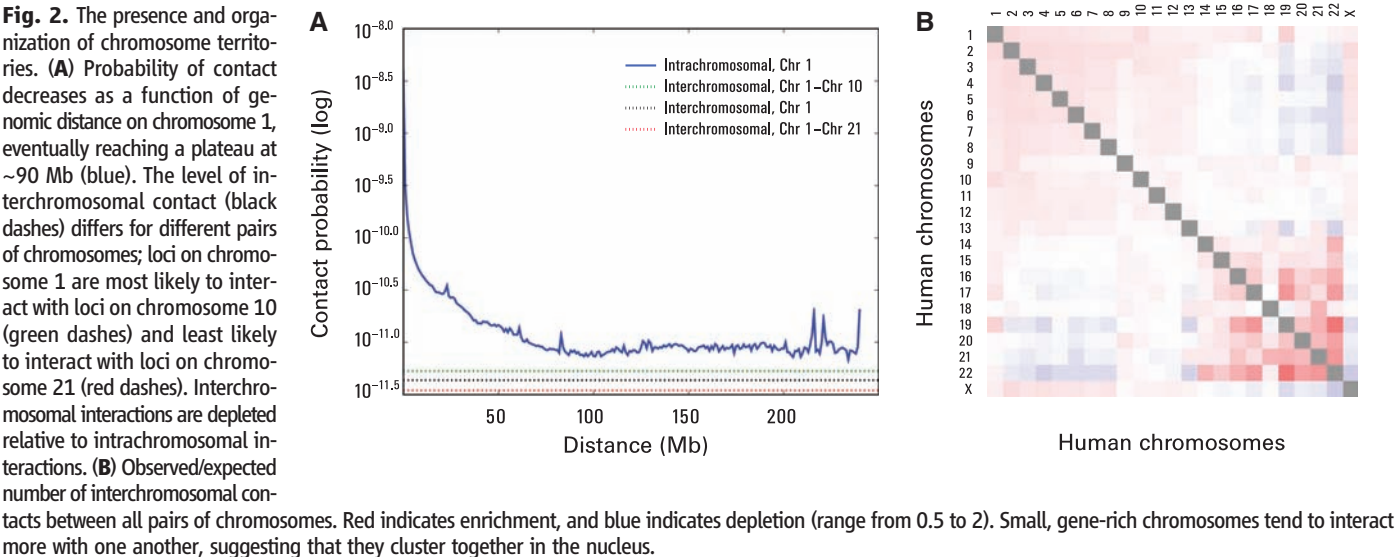 Fig. 2. The presence and orga-
nization of chromosome territo-
ries. (A) Probability of contact
decreases as a function of ge-
nomic distance on chromosome 1,
eventually reaching a plateau at
~90 Mb (blue). The level of in-
terchromosomal contact (black
dashes) differs for different pairs
of chromosomes; loci on chromo-
some 1 are most likely to inter-
act with loci on chromosome 10
(green dashes) and least likely
to interact with loci on chromo-
some 21 (red dashes). Interchro-
mosomal interactions are depleted
relative to intrachromosomal in-
teractions. (B) Observed/expected
number of interchromosomal con-
tacts between all pairs of chromosomes. Red indicates enrichment, and blue indicates depletion (range from 0.5 to 2). Small, gene-rich chromosomes tend to interact
more with one another, suggesting that they cluster together in the nucleus.
A
Contact probability (log)
10^-8.0
10^-8.5
10^-9.0
10^-9.5
10^-10.0
10^-10.5
10^-11.0
10^-11.5
Intrachromosomal, Chr 1
Interchromosomal, Chr 1–Chr 10
Interchromosomal, Chr 1
Interchromosomal, Chr 1–Chr 21
50 100 150 200
Distance (Mb)
B
1 2 3 4 5 6 7 8 9 10 11 12 13 14 15 16 17 18 19 20 21 22 X
Human chromosomes
1
2
3
4
5
6
7
8
9
10
11
12
13
14
15
16
17
18
19
20
21
22
X
Human chromosomes